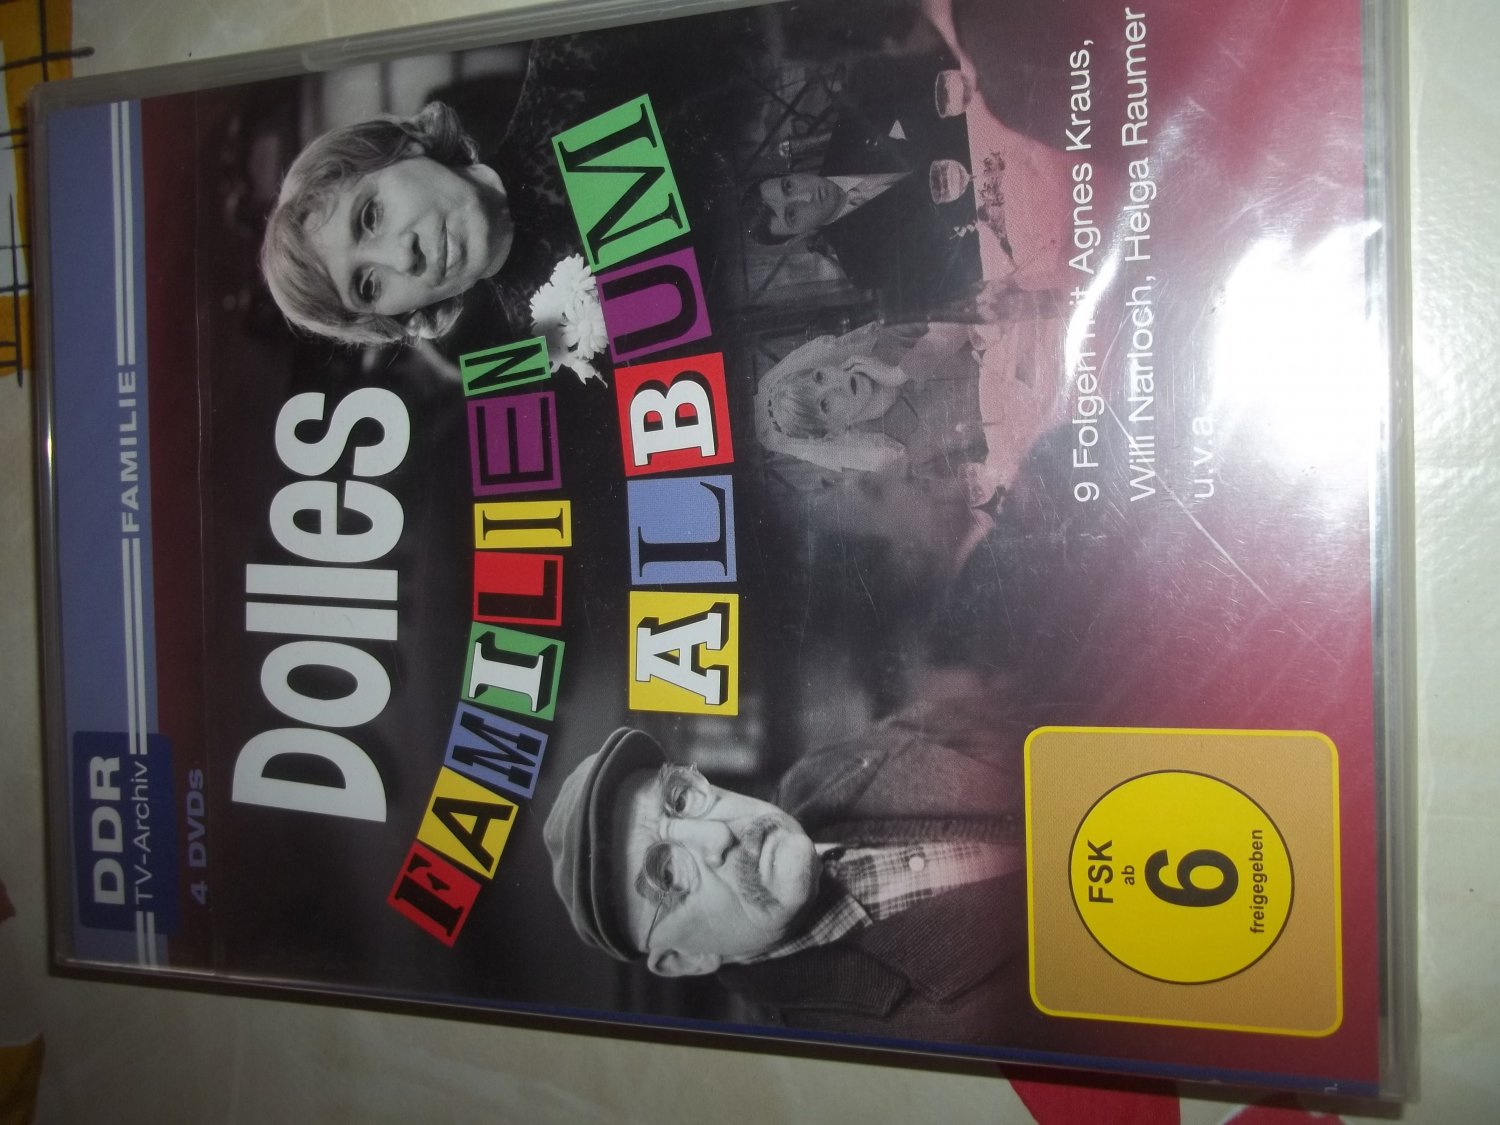 DDR
TV-Archiv
FAMILIE
4 DVDs
Dolles
FAMILIEN
ALBUM
9 Folgen mit Agnes Kraus,
Willi Narloch, Helga Raumer
u.v.a.
FSK
ab
6
freigegeben